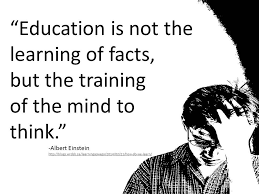 “Education is not the
learning of facts,
but the training
of the mind to
think.”
-Albert Einstein